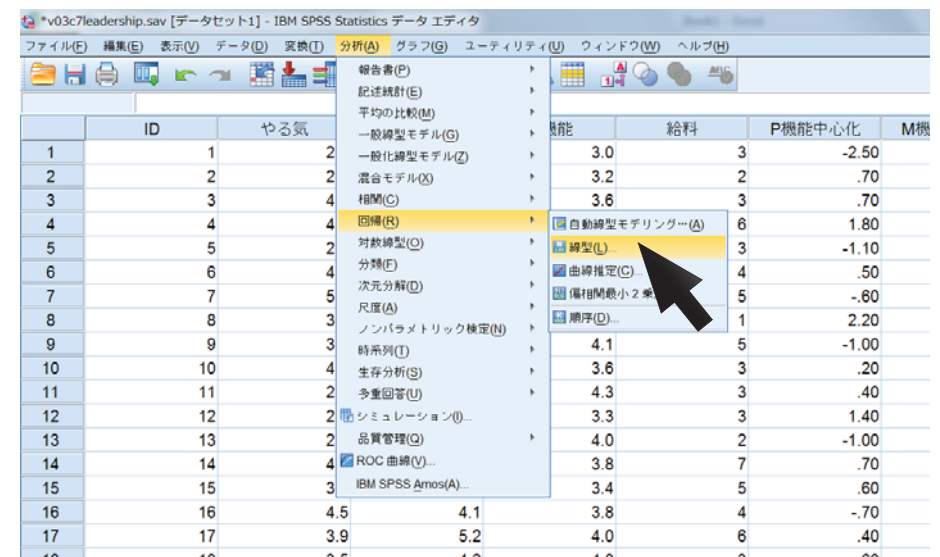 *v03c7leadership.sav [データセット1] - IBM SPSS Statistics データ エディタ
ファイル(F) 編集(E) 表示(V) データ(D) 変換(T) 分析(A) グラフ(G) ユーティリティ(U) ウィンドウ(W) ヘルプ(H)
報告書(P)
記述統計(E)
平均の比較(M)
一般線型モデル(G)
一般化線型モデル(Z)
混合モデル(X)
相関(C)
回帰(R)
対数線型(O)
分類(F)
次元分解(D)
尺度(A)
ノンパラメトリック検定(N)
時系列(T)
生存分析(S)
多重回答(U)
シミュレーション(I)...
品質管理(Q)
ROC 曲線(V)...
IBM SPSS Amos(A)...
自動線型モデリング…(A)
線型(L)...
曲線推定(C)...
偏相関最小2乗
順序(D)...
ID やる気 機能 給料 P機能中心化 M機
1 1 2 3.0 3 -2.50
2 2 2 3.2 2 .70
3 3 4 3.6 3 .70
4 4 4 6 1.80
5 5 2 3 -1.10
6 6 4 4 .50
7 7 5 5 -.60
8 8 3 1 2.20
9 9 3 4.1 5 -1.00
10 10 4 3.6 3 .20
11 11 2 4.3 3 .40
12 12 2 3.3 3 1.40
13 13 2 4.0 2 -1.00
14 14 4 3.8 7 .70
15 15 3 3.4 5 .60
16 16 4.5 4.1 3.8 4 -.70
17 17 3.9 5.2 4.0 6 .40